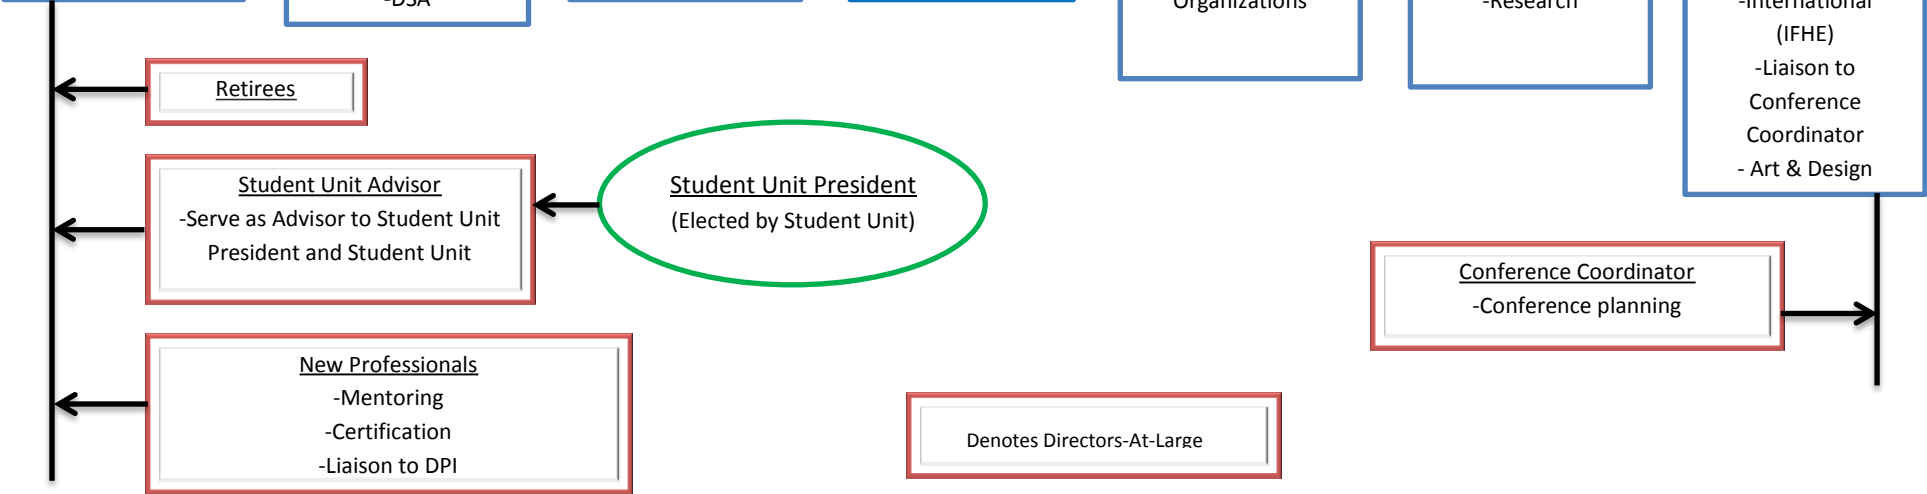 -DSA
Organizations
-Research
-International
(IFHE)
-Liaison to
Conference
Coordinator
- Art & Design
Retirees
Student Unit Advisor
-Serve as Advisor to Student Unit
President and Student Unit
Student Unit President
(Elected by Student Unit)
Conference Coordinator
-Conference planning
New Professionals
-Mentoring
-Certification
-Liaison to DPI
Denotes Directors-At-Large